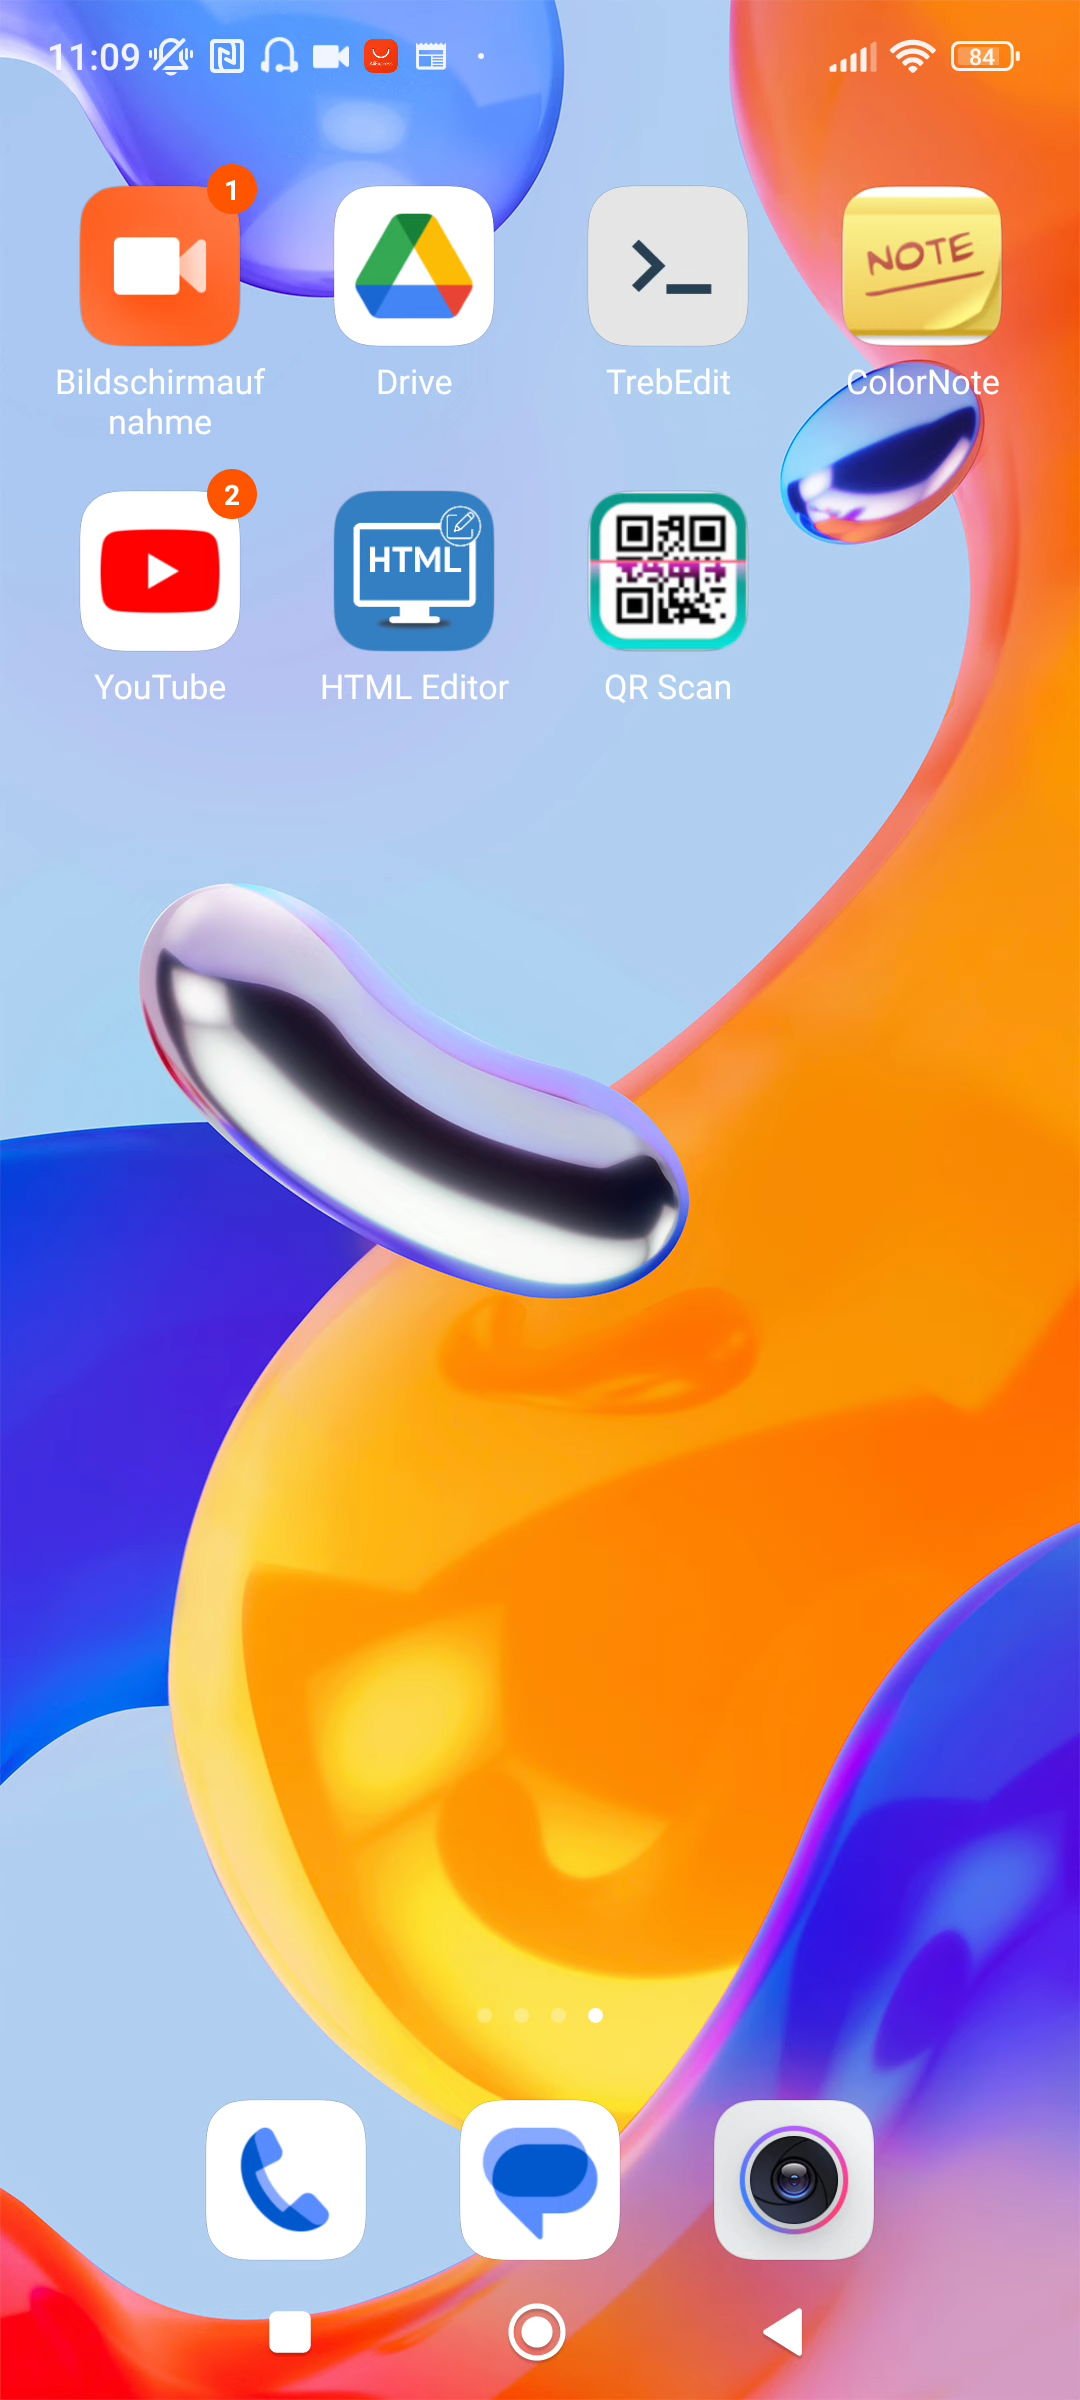 11:09
84
1
Bildschirmauf
nahme
Drive
TrebEdit
NOTE
ColorNote
2
YouTube
HTML
HTML Editor
QR Scan